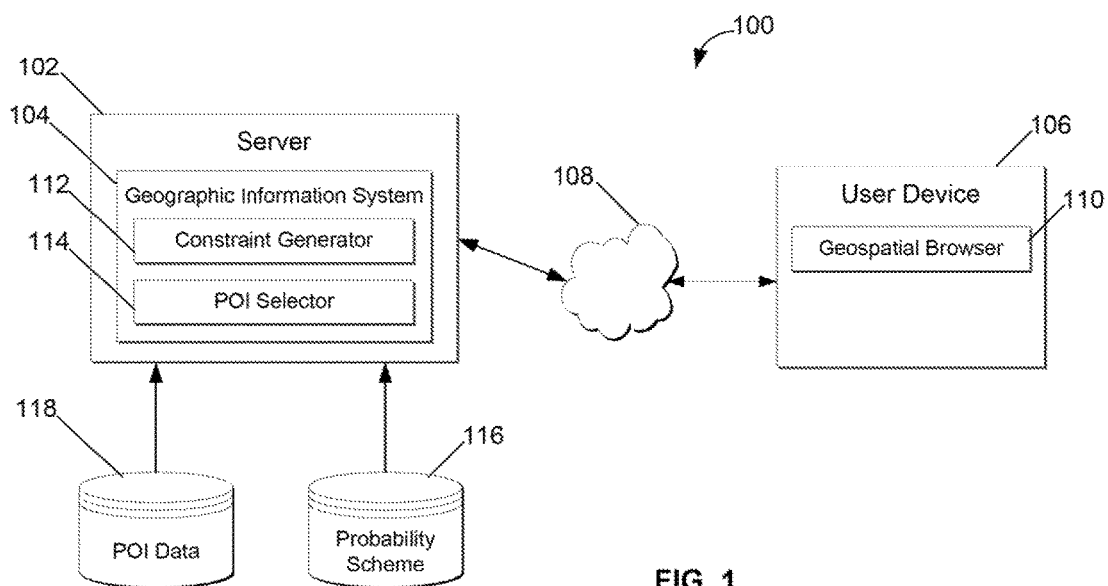 100
102
104
Server
106
112
Geographic Information System
108
User Device
110
Constraint Generator
Geospatial Browser
114
POI Selector
118
116
POI Data
Probability
Scheme
FIG. 1